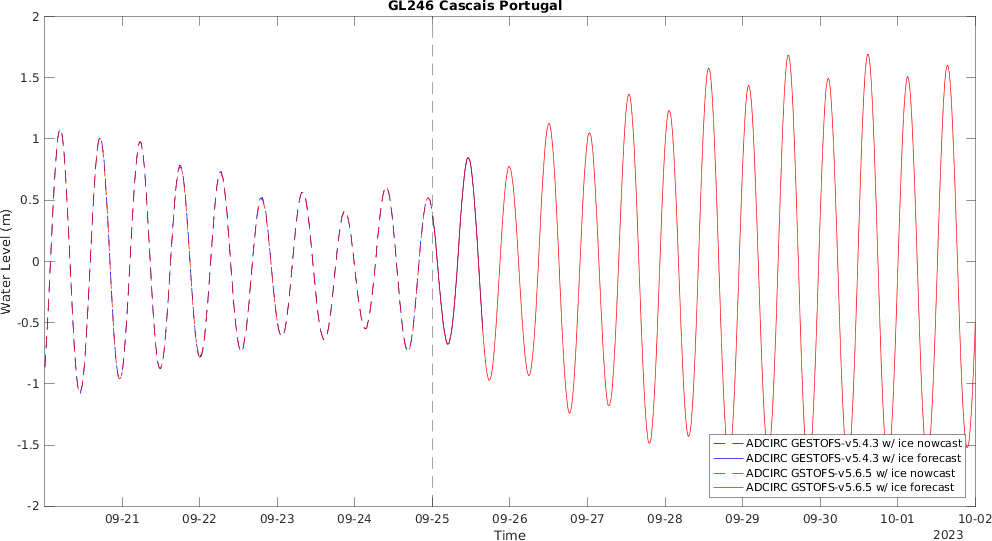 GL246 Cascais Portugal
2
1.5
1
0.5
0
-0.5
-1
-1.5
-2
Water Level (m)
ADCIRC GESTOFS-v5.4.3 w/ ice nowcast
ADCIRC GESTOFS-v5.4.3 w/ ice forecast
ADCIRC GSTOFS-v5.6.5 w/ ice nowcast
ADCIRC GSTOFS-v5.6.5 w/ ice forecast
09-21 09-22 09-23 09-24 09-25 09-26 09-27 09-28 09-29 09-30 10-01 10-02
Time 2023